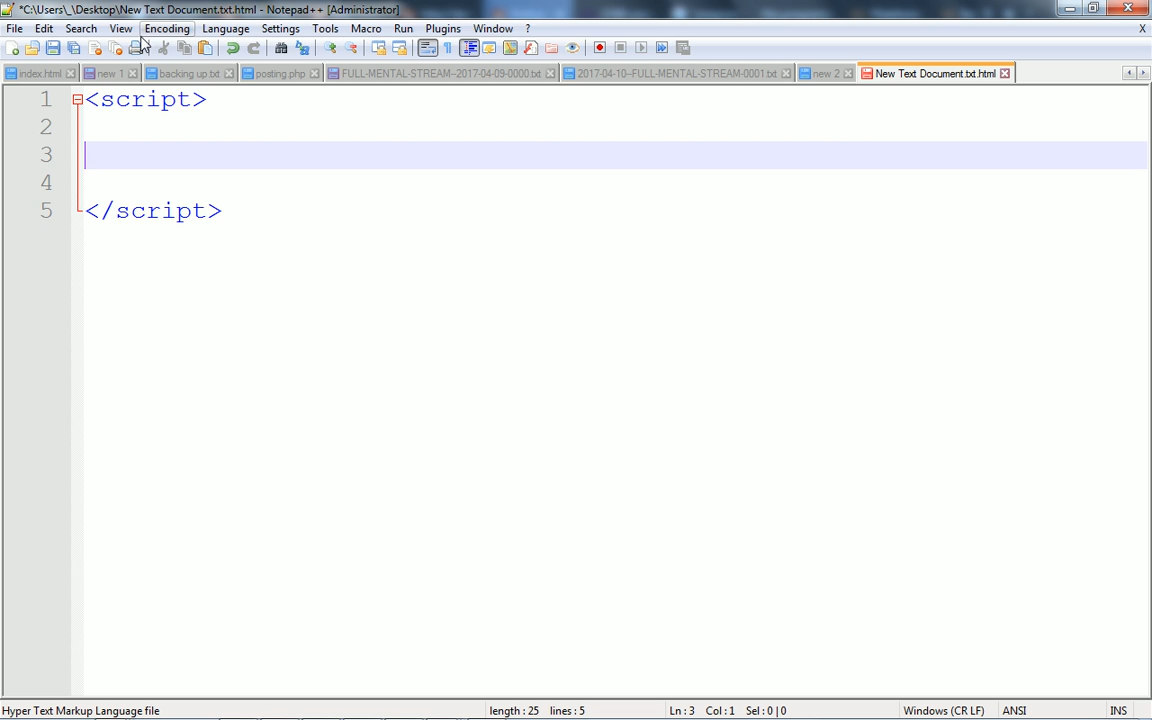 *C:\Users\_\Desktop\New Text Document.txt.html - Notepad++ [Administrator]
File Edit Search View Encoding Language Settings Tools Macro Run Plugins Window ? X
index.html new 1 backing up.txt posting.php FULL-MENTAL-STREAM--2017-04-09-0000.txt 2017-04-10--FULL-MENTAL-STREAM-0001.txt new 2 New Text Document.txt.html
1 <script>
2
3
4
5 </script>
Hyper Text Markup Language file length : 25 lines : 5 Ln : 3 Col : 1 Sel : 0 | 0 Windows (CR LF) ANSI INS